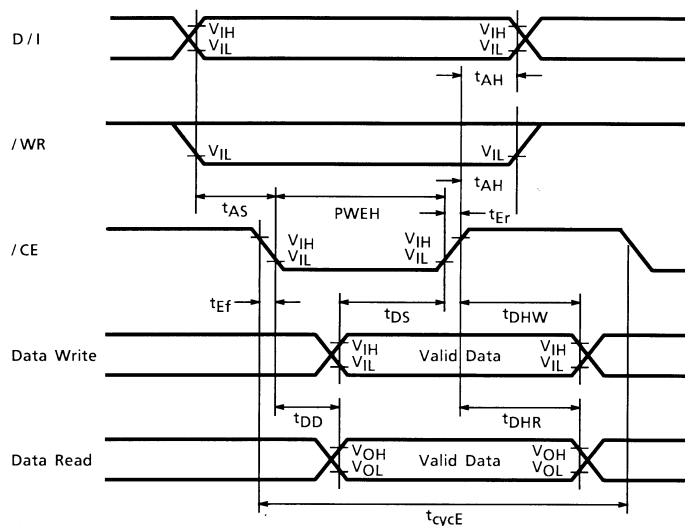 D/I
VIH
VIL
VIH
VIL
tAH
/WR
VIL
VIL
tAH
tAS
PWEH
tEr
/CE
VIH
VIL
VIH
VIL
tEf
tDS
tDHW
Data Write
VIH
VIL
Valid Data
VIH
VIL
tDD
tDHR
Data Read
VOH
VOL
Valid Data
VOH
VOL
tcycE